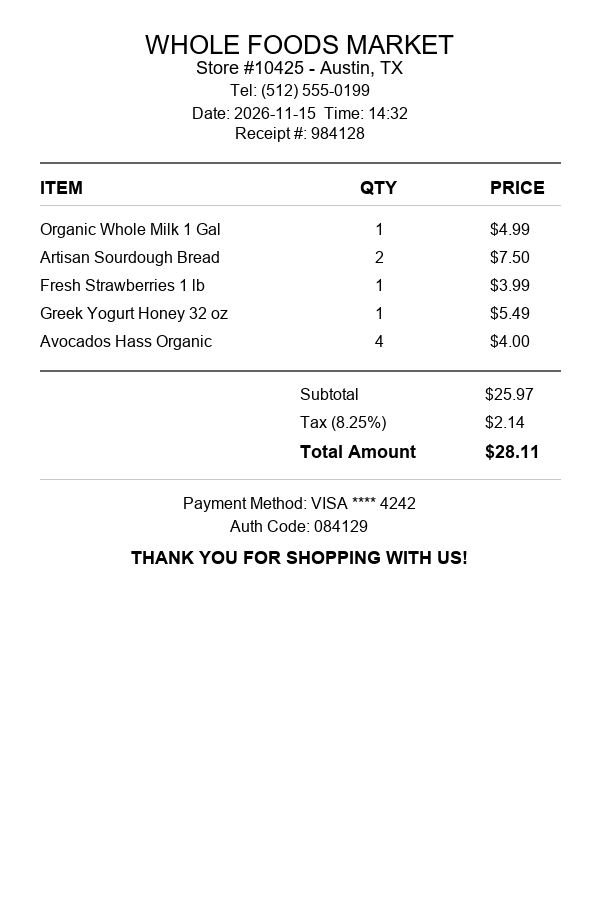 WHOLE FOODS MARKET
Store #10425 - Austin, TX
Tel: (512) 555-0199
Date: 2026-11-15  Time: 14:32
Receipt #: 984128
ITEM QTY PRICE
Organic Whole Milk 1 Gal 1 $4.99
Artisan Sourdough Bread 2 $7.50
Fresh Strawberries 1 lb 1 $3.99
Greek Yogurt Honey 32 oz 1 $5.49
Avocados Hass Organic 4 $4.00
Subtotal $25.97
Tax (8.25%) $2.14
Total Amount $28.11
Payment Method: VISA **** 4242
Auth Code: 084129
THANK YOU FOR SHOPPING WITH US!